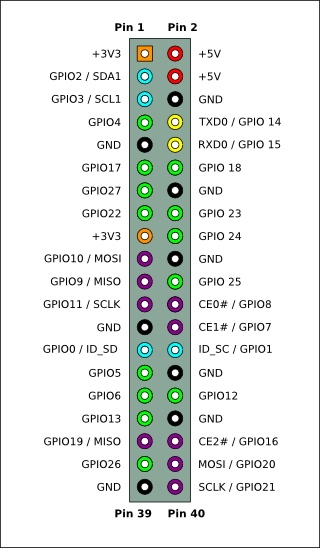 Pin 1 Pin 2
+3V3 +5V
GPIO2 / SDA1 +5V
GPIO3 / SCL1 GND
GPIO4 TXD0 / GPIO 14
GND RXD0 / GPIO 15
GPIO17 GPIO 18
GPIO27 GND
GPIO22 GPIO 23
+3V3 GPIO 24
GPIO10 / MOSI GND
GPIO9 / MISO GPIO 25
GPIO11 / SCLK CE0# / GPIO8
GND CE1# / GPIO7
GPIO0 / ID_SD ID_SC / GPIO1
GPIO5 GND
GPIO6 GPIO12
GPIO13 GND
GPIO19 / MISO CE2# / GPIO16
GPIO26 MOSI / GPIO20
GND SCLK / GPIO21
Pin 39 Pin 40